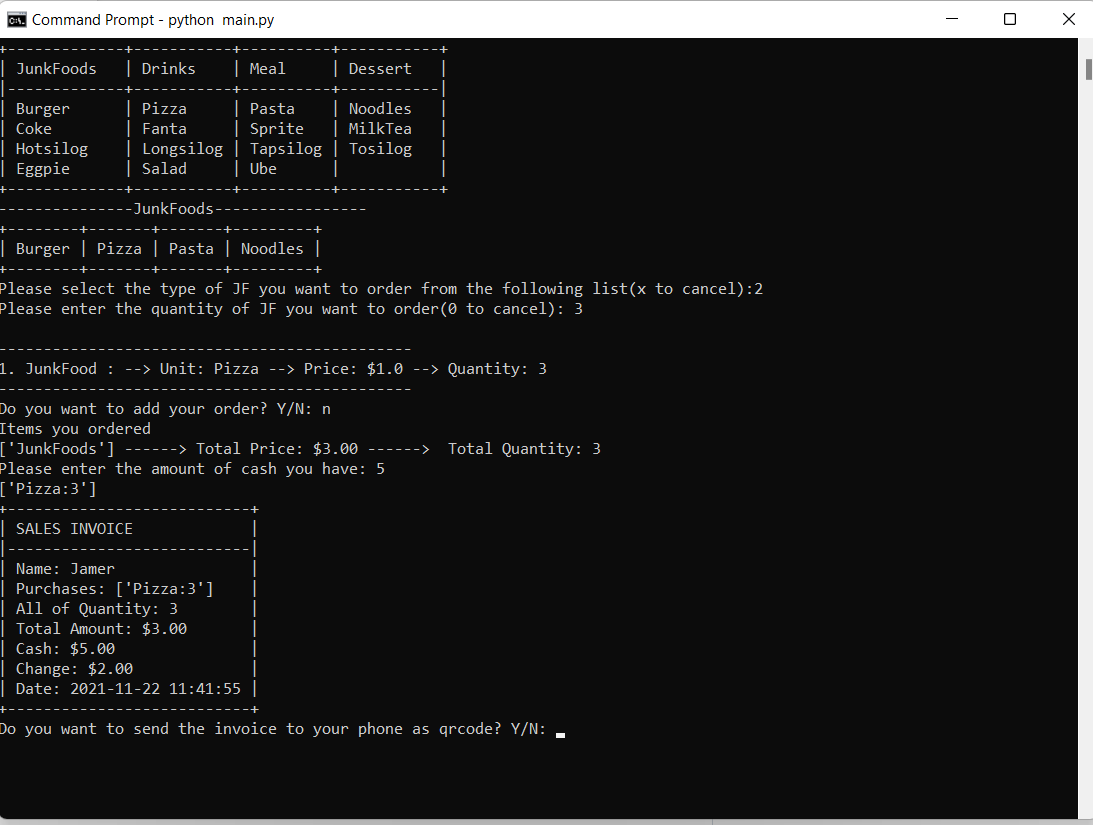 Command Prompt - python  main.py
+-------------+-----------+----------+-----------+
| JunkFoods   | Drinks    | Meal     | Dessert   |
|-------------+-----------+----------+-----------|
| Burger      | Pizza     | Pasta    | Noodles   |
| Coke        | Fanta     | Sprite   | MilkTea   |
| Hotsilog    | Longsilog | Tapsilog | Tosilog   |
| Eggpie      | Salad     | Ube      |           |
+-------------+-----------+----------+-----------+
---------------JunkFoods-----------------
+--------+-------+-------+---------+
| Burger | Pizza | Pasta | Noodles |
+--------+-------+-------+---------+
Please select the type of JF you want to order from the following list(x to cancel):2
Please enter the quantity of JF you want to order(0 to cancel): 3
----------------------------------------------
1. JunkFood : --> Unit: Pizza --> Price: $1.0 --> Quantity: 3
----------------------------------------------
Do you want to add your order? Y/N: n
Items you ordered
['JunkFoods'] ------> Total Price: $3.00 ------>  Total Quantity: 3
Please enter the amount of cash you have: 5
['Pizza:3']
+---------------------------+
| SALES INVOICE             |
|---------------------------|
| Name: Jamer               |
| Purchases: ['Pizza:3']    |
| All of Quantity: 3        |
| Total Amount: $3.00       |
| Cash: $5.00               |
| Change: $2.00             |
| Date: 2021-11-22 11:41:55 |
+---------------------------+
Do you want to send the invoice to your phone as qrcode? Y/N: